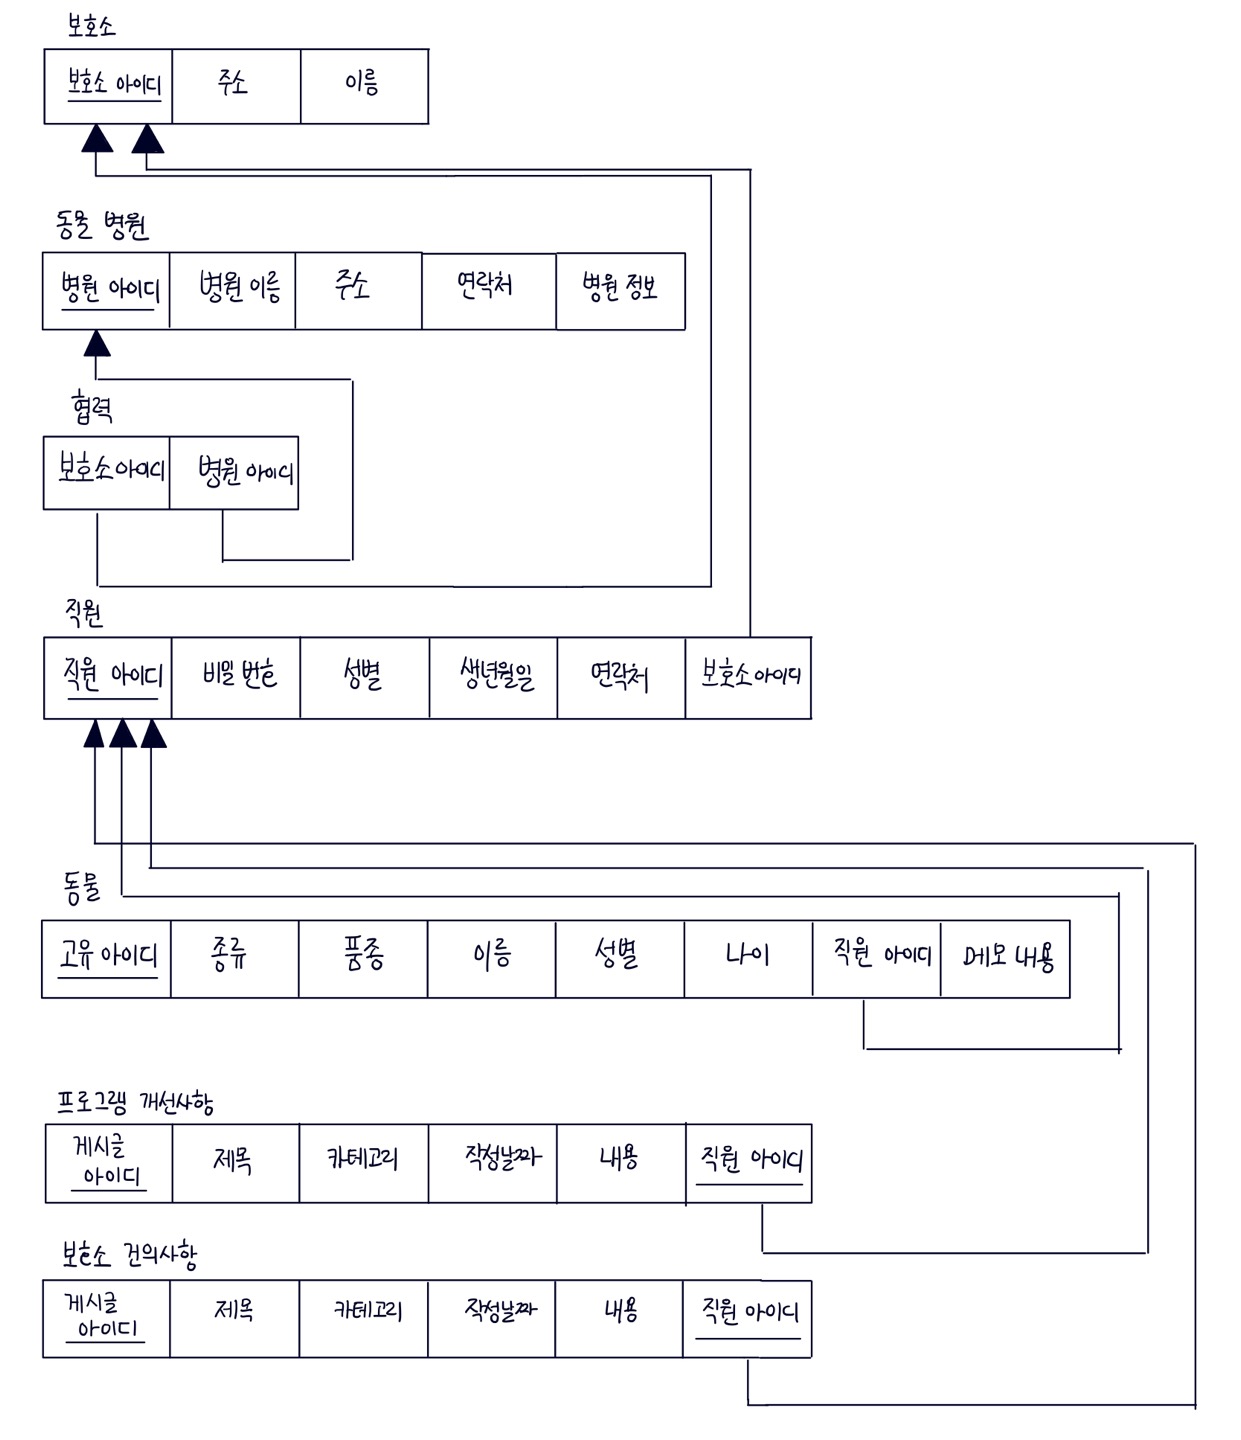 보호소
보호소 아이디 주소 이름
동물 병원
병원 아이디 병원 이름 주소 연락처 병원 정보
협력
보호소 아이디 병원 아이디
직원
직원 아이디 비밀 번호 성별 생년월일 연락처 보호소 아이디
동물
고유 아이디 종류 품종 이름 성별 나이 직원 아이디 메모 내용
프로그램 개선사항
게시글
아이디 제목 카테고리 작성날짜 내용 직원 아이디
보호소 건의사항
게시글
아이디 제목 카테고리 작성날짜 내용 직원 아이디